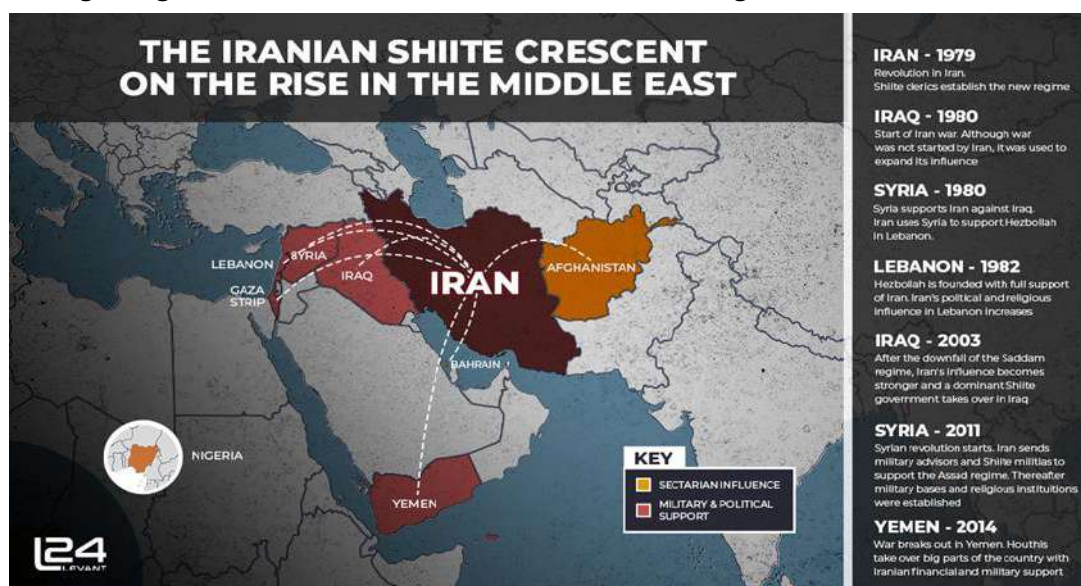 THE IRANIAN SHIITE CRESCENT
ON THE RISE IN THE MIDDLE EAST
LEBANON
SYRIA
GAZA
STRIP
IRAQ
IRAN
AFGHANISTAN
BAHRAIN
NIGERIA
YEMEN
KEY
SECTARIAN INFLUENCE
MILITARY & POLITICAL
SUPPORT
L24
LEVANT
IRAN - 1979
Revolution in Iran.
Shiite clerics establish the new regime
IRAQ - 1980
Start of Iran war. Although war
was not started by Iran, it was used to
expand its influence
SYRIA - 1980
Syria supports Iran against Iraq.
Iran uses Syria to support Hezbollah
in Lebanon.
LEBANON - 1982
Hezbollah is founded with full support
of Iran. Iran's political and religious
influence in Lebanon increases
IRAQ - 2003
After the downfall of the Saddam
regime, Iran's influence becomes
stronger and a dominant Shiite
government takes over in Iraq
SYRIA - 2011
Syrian revolution starts. Iran sends
military advisors and Shiite militias to
support the Assad regime. Thereafter
military bases and religious instituitions
were established
YEMEN - 2014
War breaks out in Yemen. Houthis
take over big parts of the country with
Iranian financial and military support